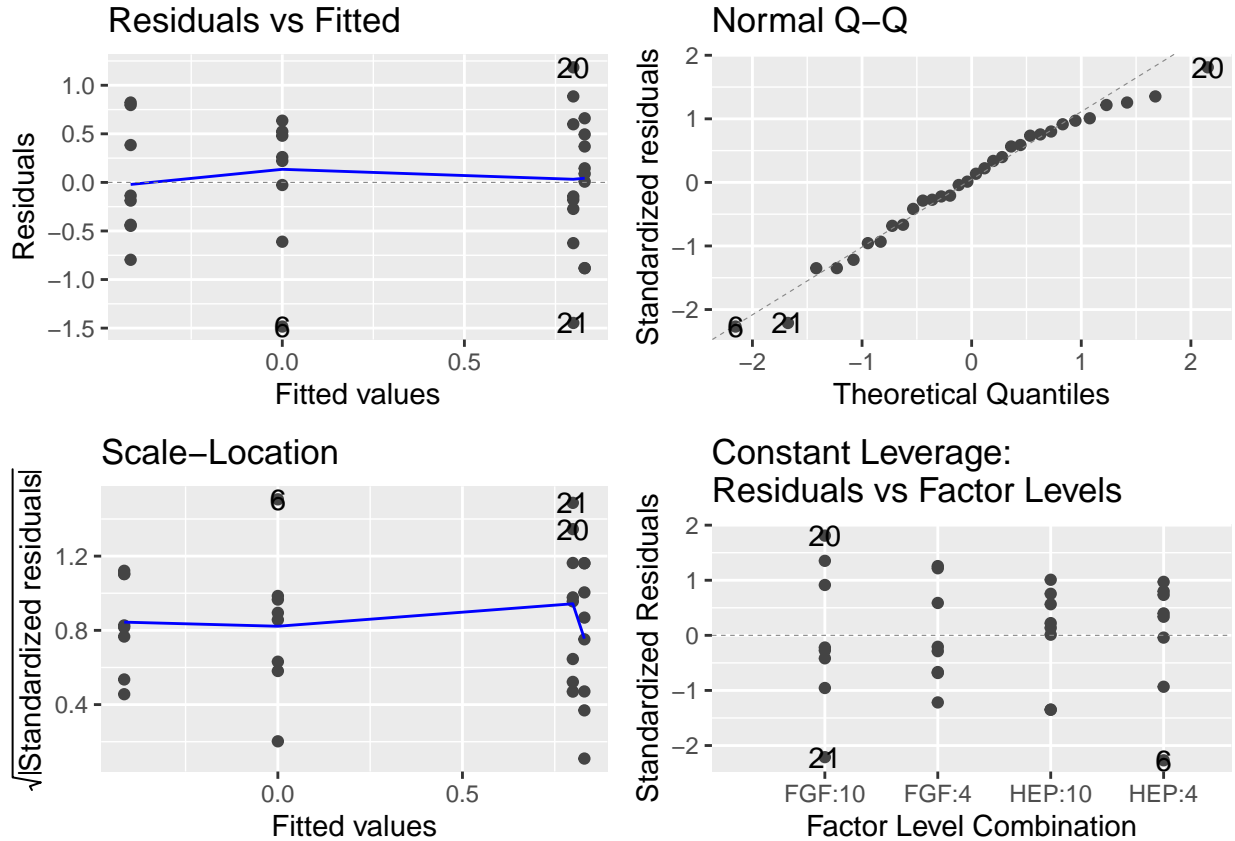 Residuals vs Fitted
Residuals
1.0
0.5
0.0
−0.5
−1.0
−1.5
20
6
21
0.0
0.5
Fitted values
Normal Q−Q
Standardized residuals
2
1
0
−1
−2
20
6
21
−2
−1
0
1
2
Theoretical Quantiles
Scale−Location
√|Standardized residuals|
1.2
0.8
0.4
6
21
20
0.0
0.5
Fitted values
Constant Leverage:
Residuals vs Factor Levels
Standardized Residuals
2
1
0
−1
−2
20
21
6
FGF:10
FGF:4
HEP:10
HEP:4
Factor Level Combination